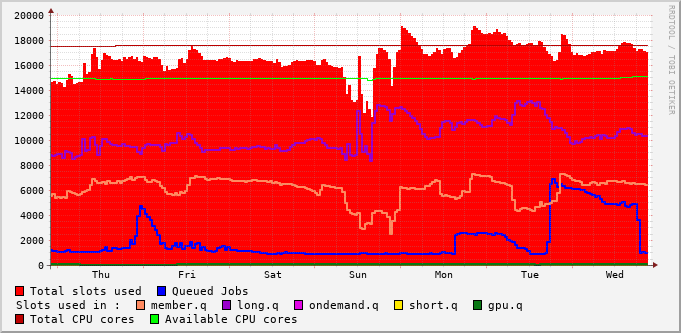 20000
18000
16000
14000
12000
10000
8000
6000
4000
2000
0
Thu Fri Sat Sun Mon Tue Wed
Total slots used Queued Jobs
Slots used in : member.q long.q ondemand.q short.q gpu.q
Total CPU cores Available CPU cores
RRDTOOL / TOBI OETIKER